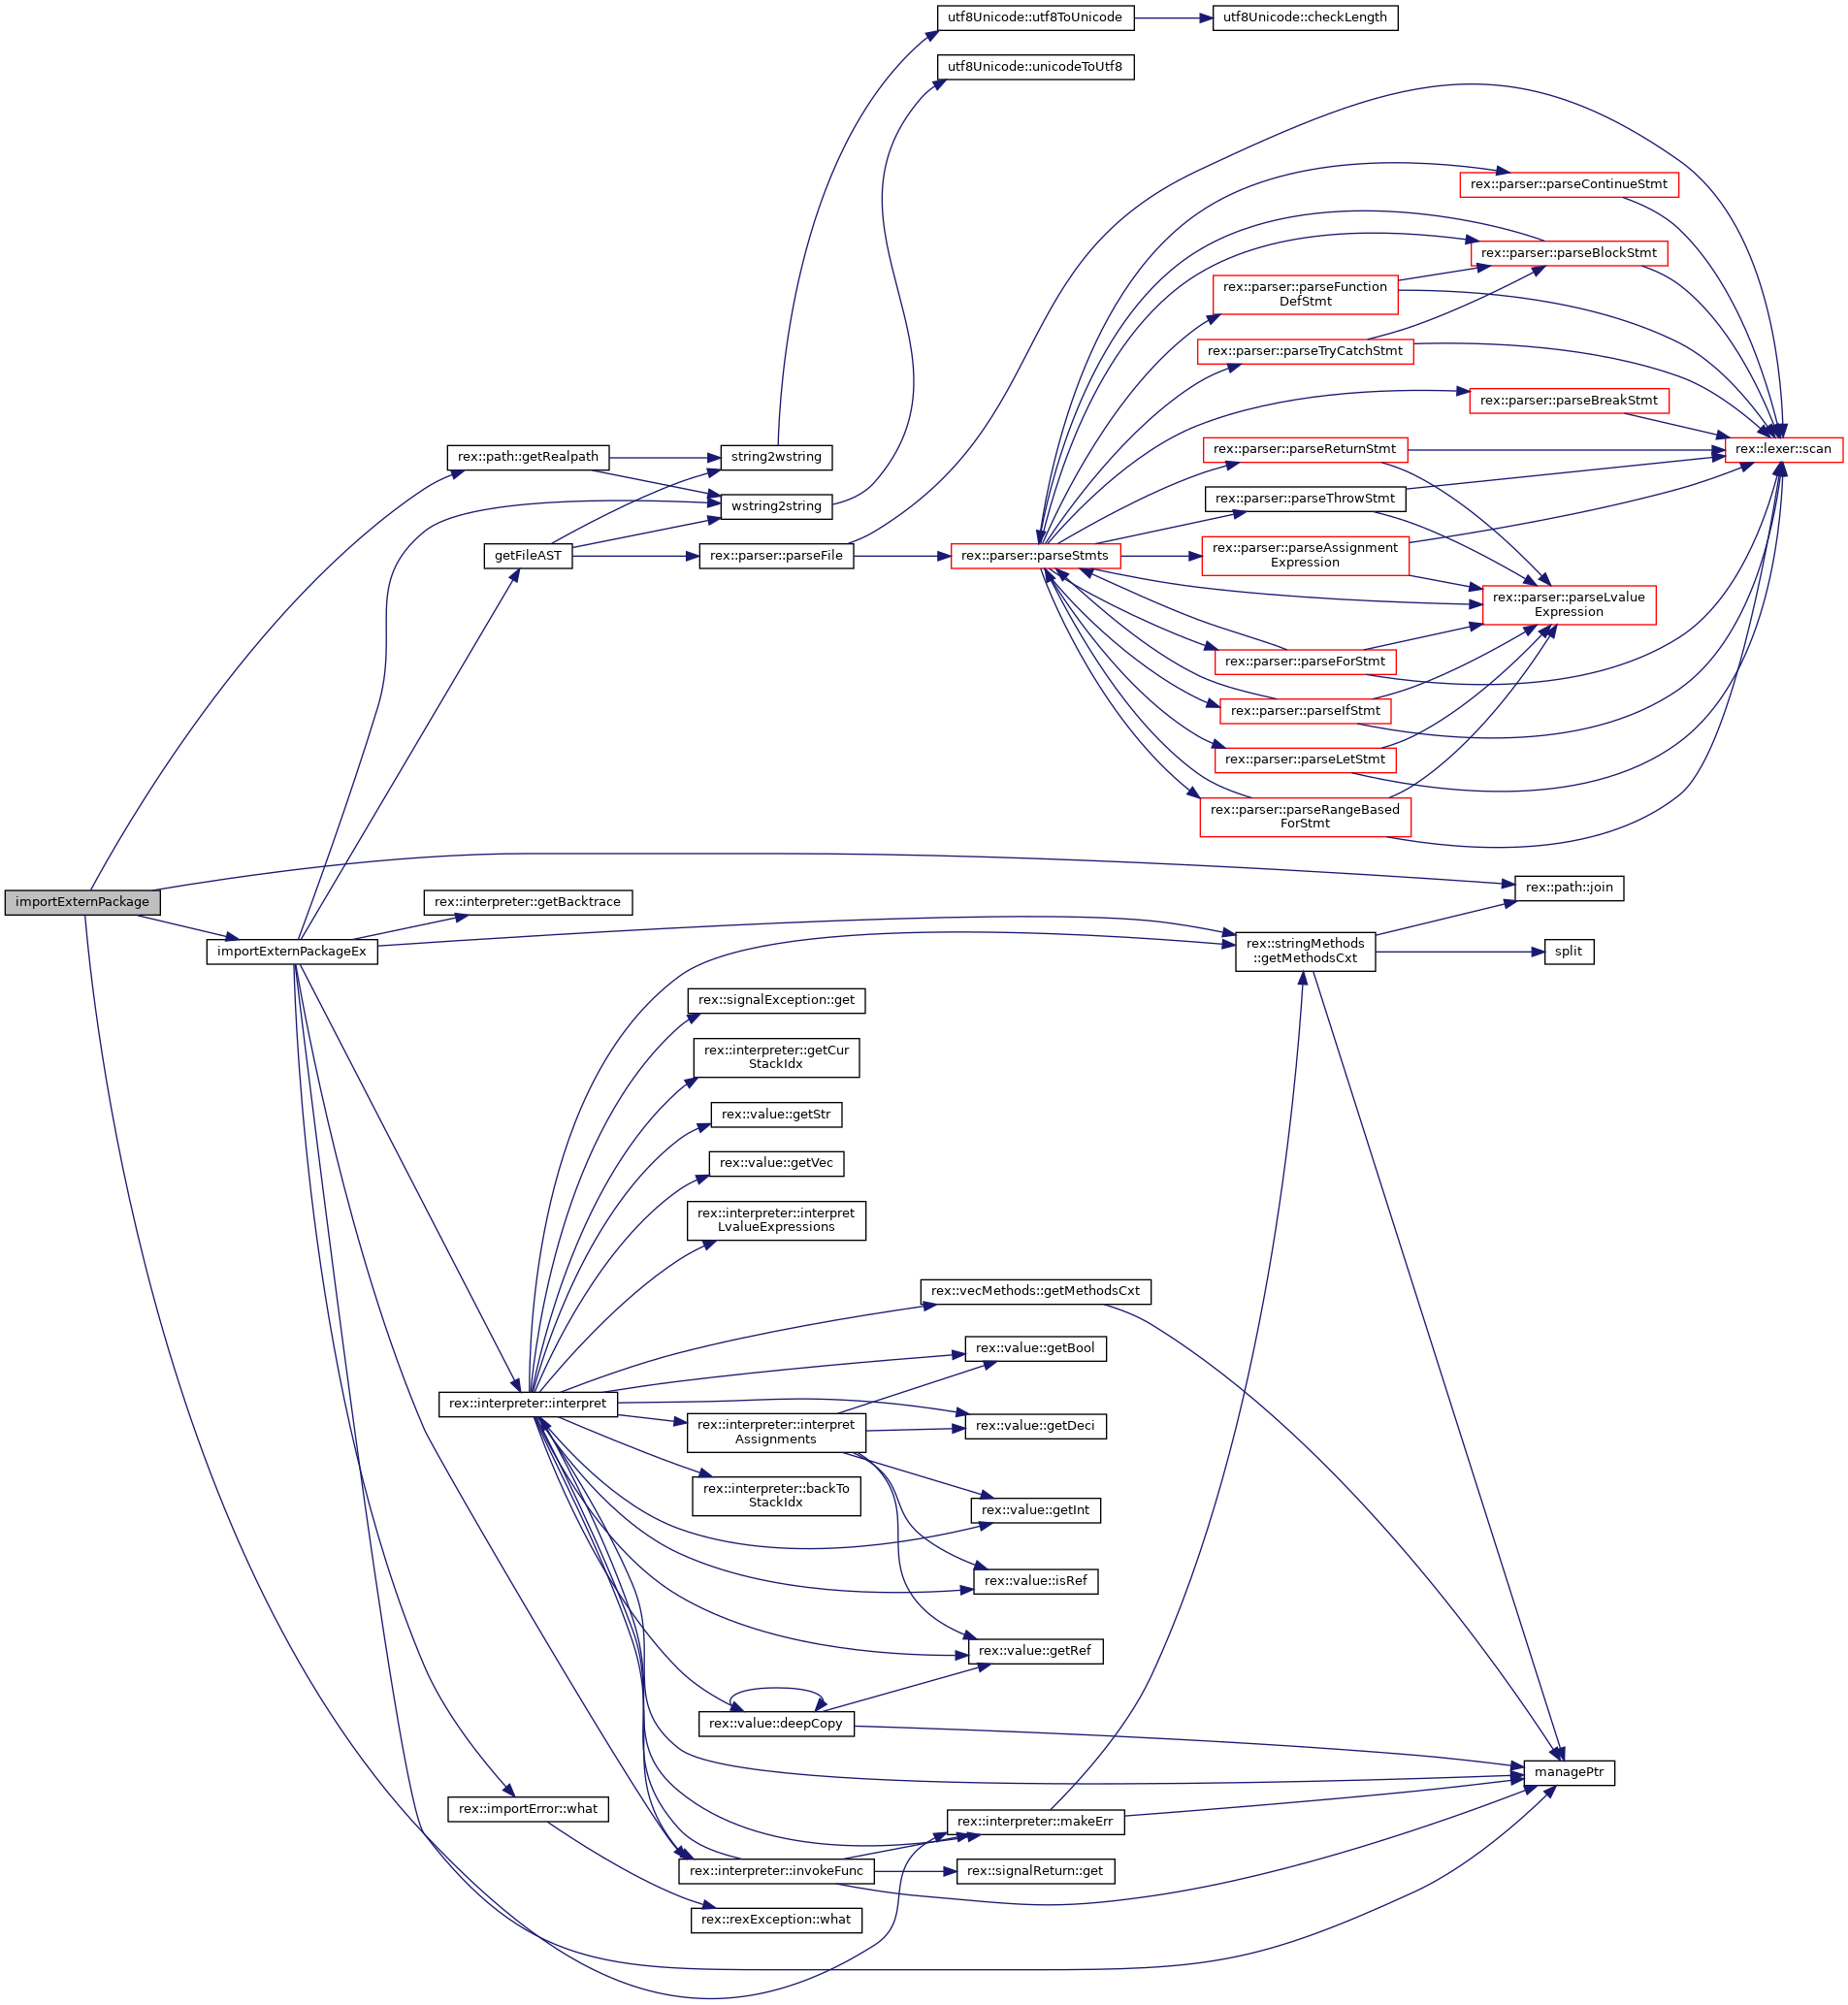 utf8Unicode::utf8ToUnicode
utf8Unicode::checkLength
utf8Unicode::unicodeToUtf8
rex::parser::parseContinueStmt
rex::parser::parseBlockStmt
rex::parser::parseFunction
DefStmt
rex::parser::parseTryCatchStmt
rex::parser::parseBreakStmt
rex::path::getRealpath
string2wstring
rex::parser::parseReturnStmt
rex::lexer::scan
wstring2string
rex::parser::parseThrowStmt
getFileAST
rex::parser::parseFile
rex::parser::parseStmts
rex::parser::parseAssignment
Expression
rex::parser::parseLvalue
Expression
rex::parser::parseForStmt
rex::parser::parseIfStmt
rex::parser::parseLetStmt
rex::parser::parseRangeBased
ForStmt
importExternPackage
rex::interpreter::getBacktrace
rex::path::join
importExternPackageEx
rex::stringMethods
::getMethodsCxt
split
rex::signalException::get
rex::interpreter::getCur
StackIdx
rex::value::getStr
rex::value::getVec
rex::interpreter::interpret
LvalueExpressions
rex::vecMethods::getMethodsCxt
rex::value::getBool
rex::interpreter::interpret
rex::interpreter::interpret
Assignments
rex::value::getDeci
rex::interpreter::backTo
StackIdx
rex::value::getInt
rex::value::isRef
rex::value::getRef
rex::value::deepCopy
managePtr
rex::importError::what
rex::interpreter::makeErr
rex::interpreter::invokeFunc
rex::signalReturn::get
rex::rexException::what